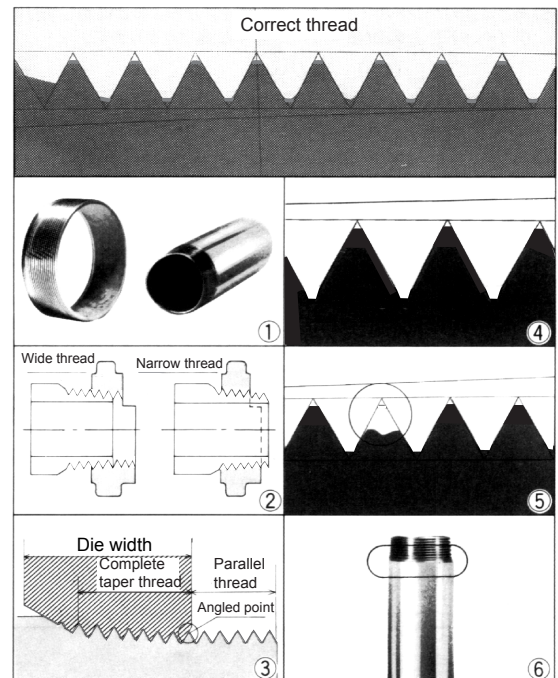 Correct thread
①
④
Wide thread
Narrow thread
②
⑤
Die width
Complete
taper thread
Parallel
thread
Angled point
③
⑥